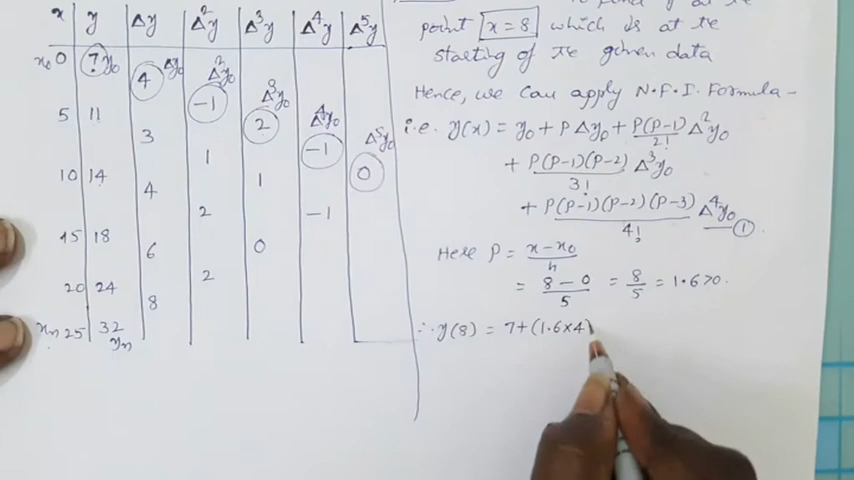 x y Δy Δ²y Δ³y Δ⁴y Δ⁵y
x₀ 0 7 y₀
4 Δy₀
-1 Δ²y₀
5 11
2 Δ³y₀
3
-1 Δ⁴y₀
1
0 Δ⁵y₀
10 14
1
4
-1
2
15 18
0
6
2
20 24
8
xₙ 25 32
yₙ
point x = 8 which is at the
starting of the given data
Hence, we can apply N.F.I. Formula -
i.e. y(x) = y₀ + P Δy₀ + P(P-1)/2! Δ²y₀
+ P(P-1)(P-2)/3! Δ³y₀
+ P(P-1)(P-2)(P-3)/4! Δ⁴y₀ ①
Here P = x-x₀/h
= 8-0/5 = 8/5 = 1.6 > 0.
∴ y(8) = 7+(1.6×4)